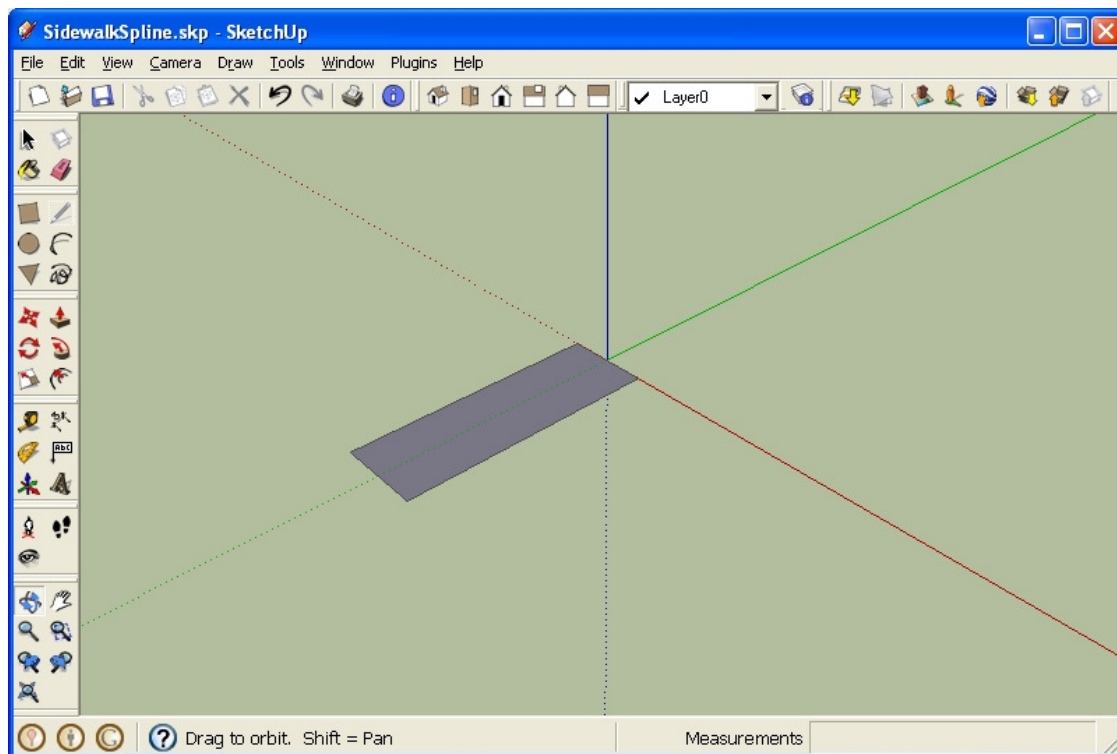 SidewalkSpline.skp - SketchUp
File Edit View Camera Draw Tools Window Plugins Help
Layer0
Abc
Drag to orbit. Shift = Pan Measurements